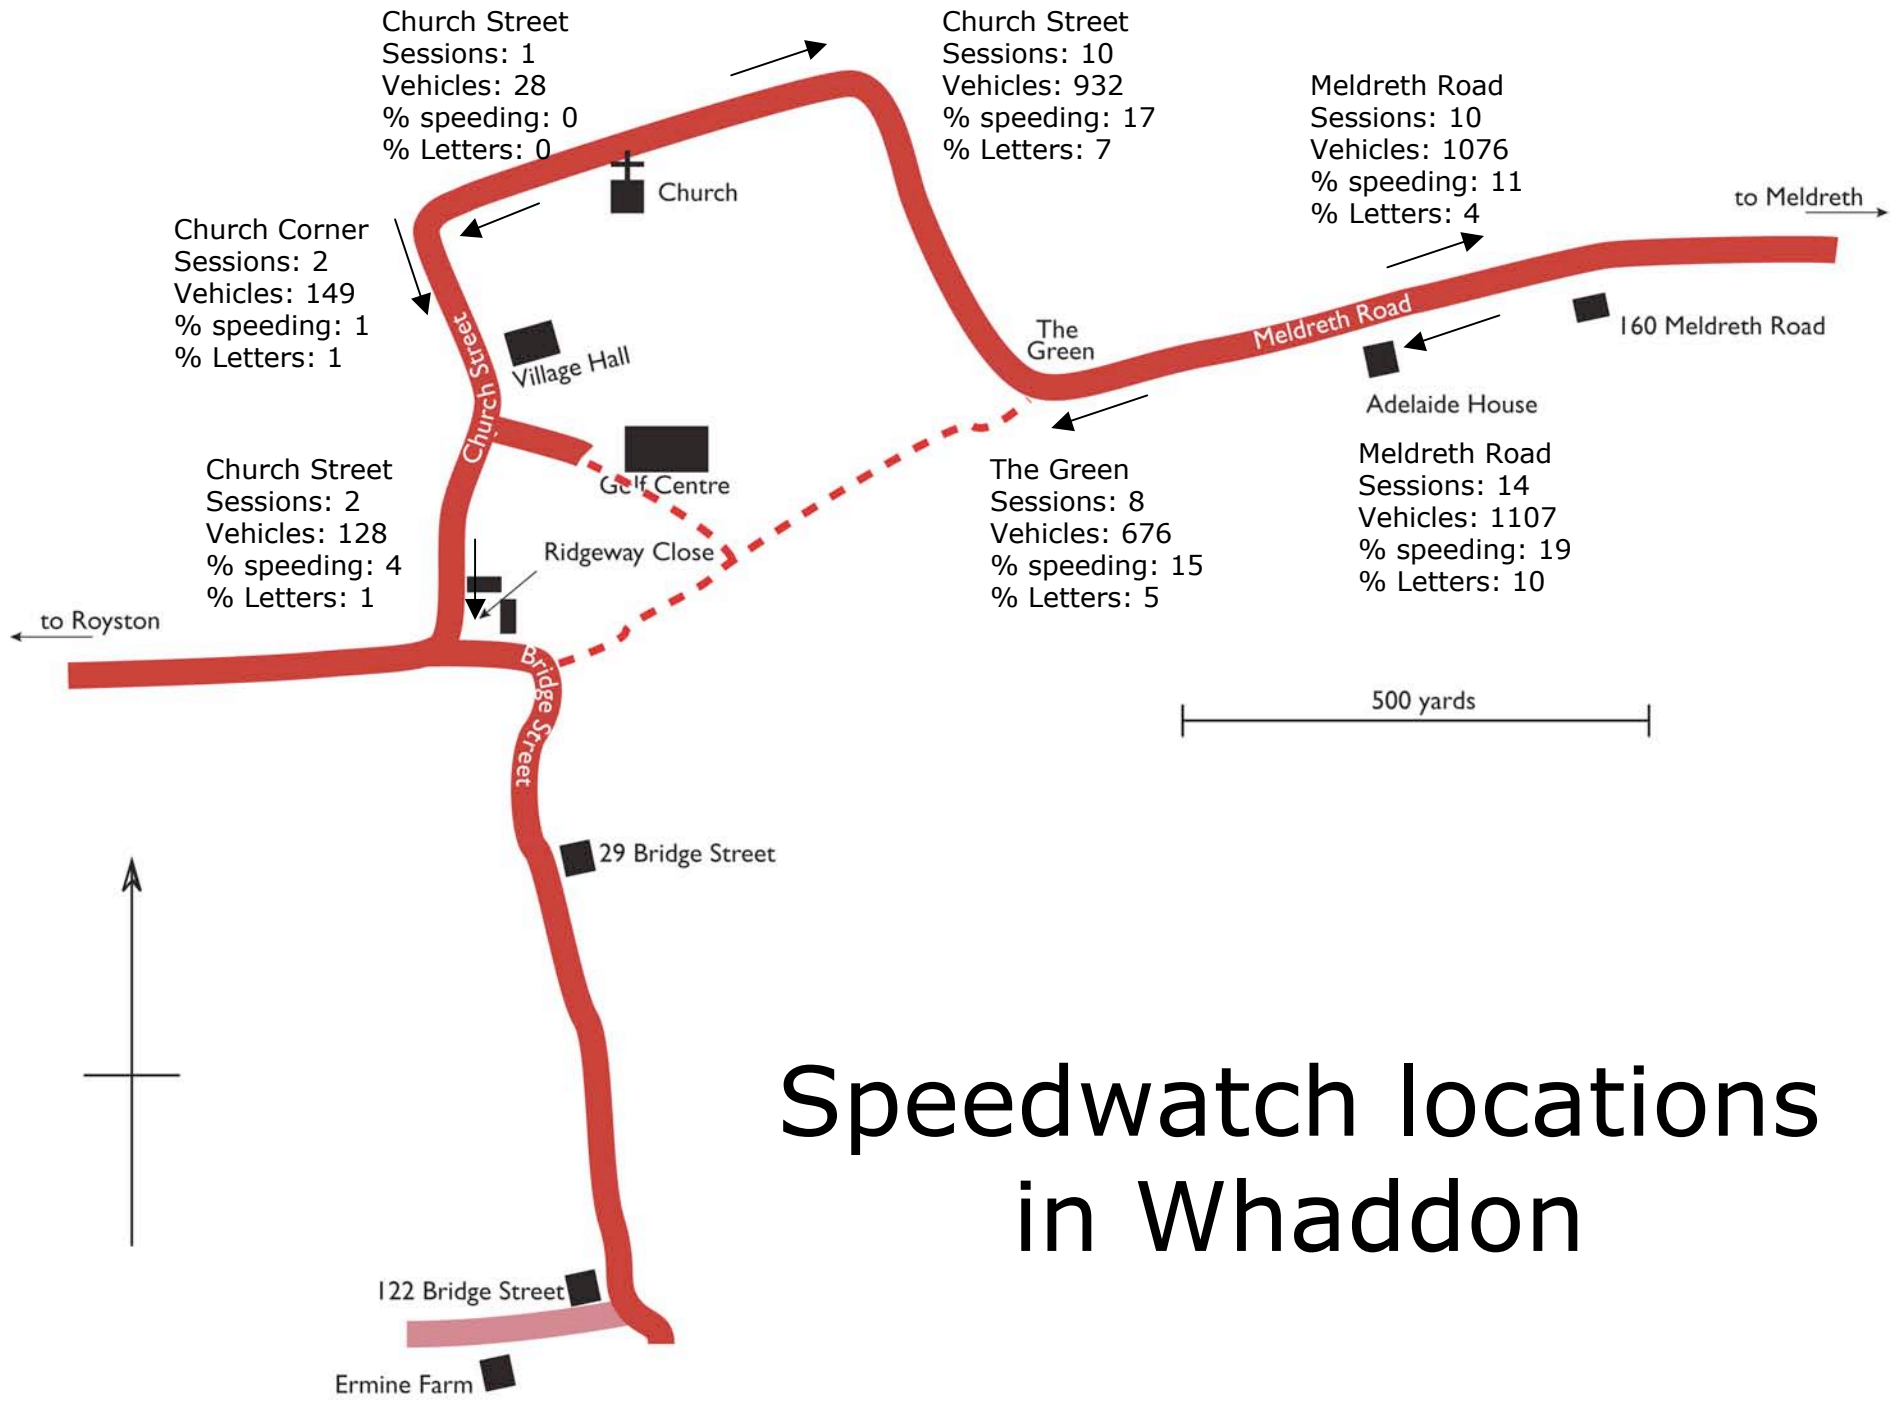 Church Street
Sessions: 1
Vehicles: 28
% speeding: 0
% Letters: 0
Church Street
Sessions: 10
Vehicles: 932
% speeding: 17
% Letters: 7
Meldreth Road
Sessions: 10
Vehicles: 1076
% speeding: 11
% Letters: 4
to Meldreth
Church
Church Corner
Sessions: 2
Vehicles: 149
% speeding: 1
% Letters: 1
Church Street
Village Hall
The
Green
Meldreth Road
160 Meldreth Road
Adelaide House
Church Street
Sessions: 2
Vehicles: 128
% speeding: 4
% Letters: 1
Golf Centre
Ridgeway Close
The Green
Sessions: 8
Vehicles: 676
% speeding: 15
% Letters: 5
Meldreth Road
Sessions: 14
Vehicles: 1107
% speeding: 19
% Letters: 10
to Royston
Bridge Street
500 yards
29 Bridge Street
Speedwatch locations
in Whaddon
122 Bridge Street
Ermine Farm